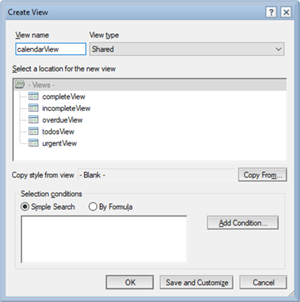 Create View
View name View type
calendarView Shared
Select a location for the new view
- Views -
completeView
incompleteView
overdueView
todosView
urgentView
Copy style from view - Blank - Copy From...
Selection conditions
Simple Search By Formula
Add Condition...
OK Save and Customize Cancel